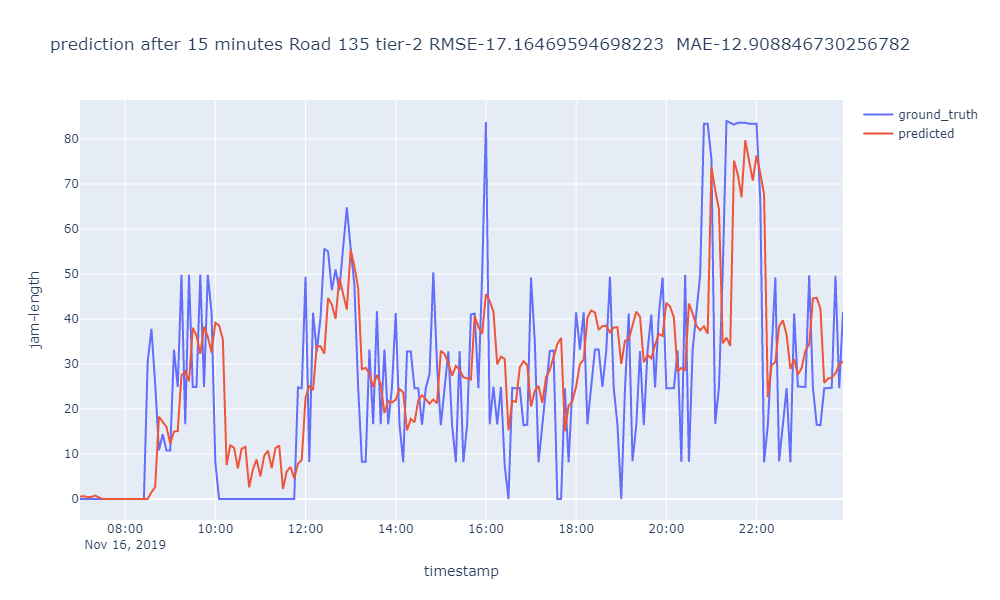 prediction after 15 minutes Road 135 tier-2 RMSE-17.16469594698223  MAE-12.908846730256782
ground_truth
predicted
jam-length
80
70
60
50
40
30
20
10
0
08:00 10:00 12:00 14:00 16:00 18:00 20:00 22:00
Nov 16, 2019
timestamp